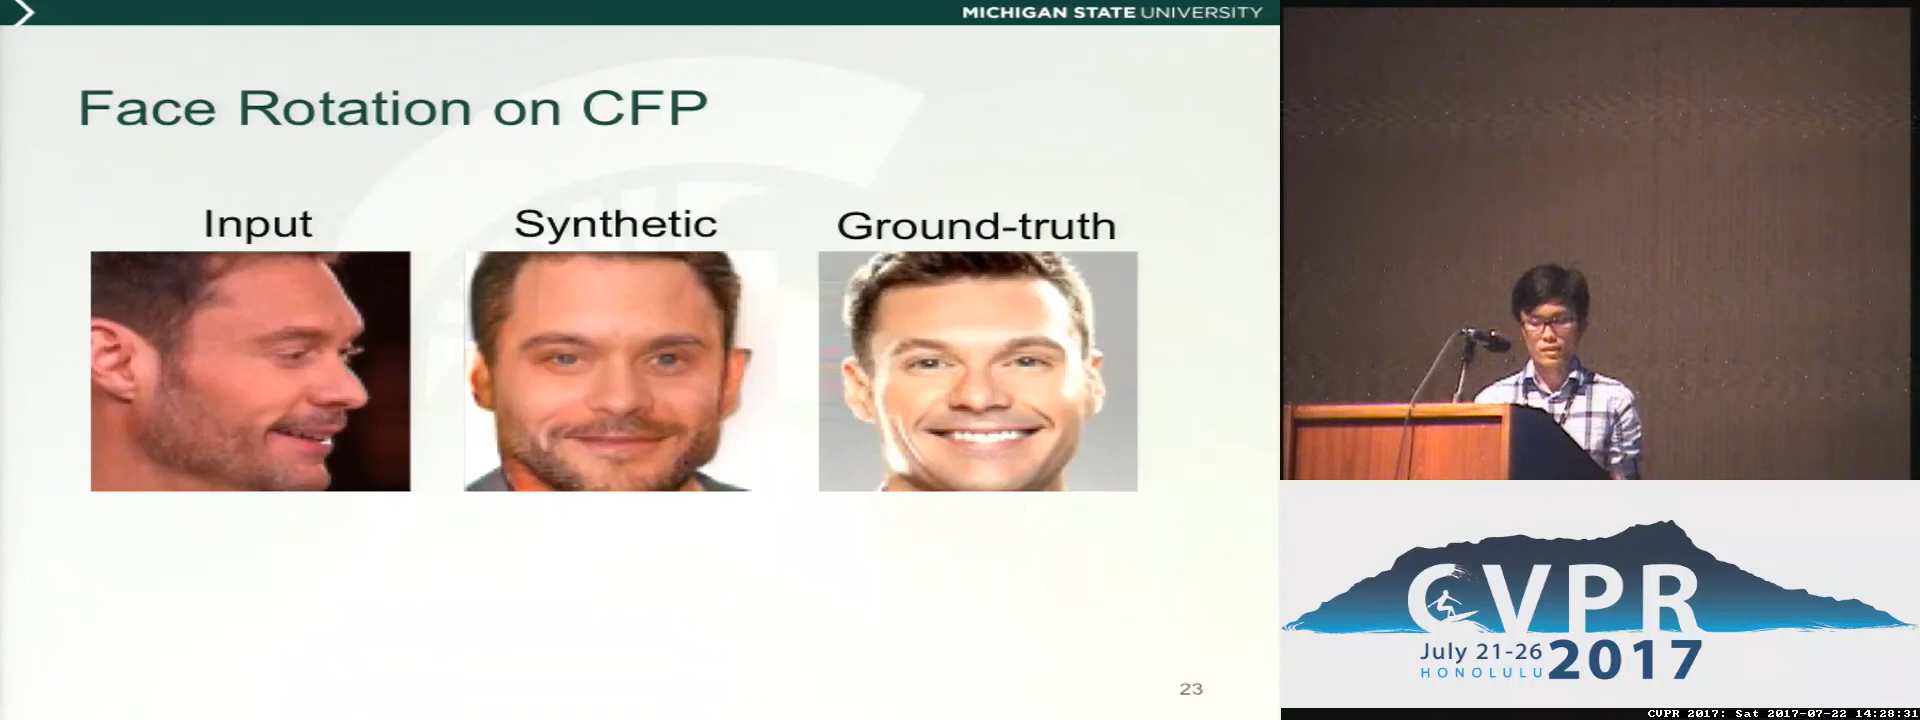 MICHIGAN STATE UNIVERSITY
Face Rotation on CFP
Input
Synthetic
Ground-truth
23
CVPR
July 21-26
HONOLULU
2017
CVPR 2017: Sat 2017-07-22 14:28:31